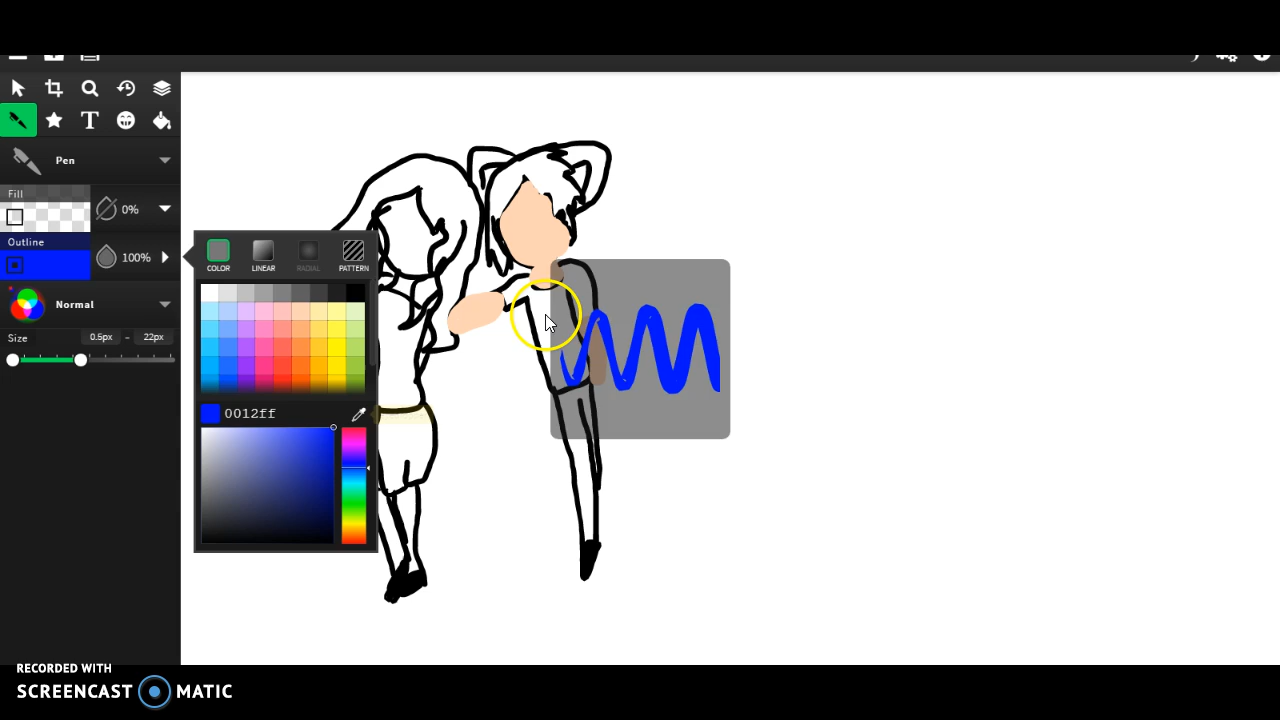 T
Pen
Fill
0%
Outline
100%
COLOR LINEAR RADIAL PATTERN
Normal
Size 0.5px - 22px
0012ff
RECORDED WITH
SCREENCAST MATIC